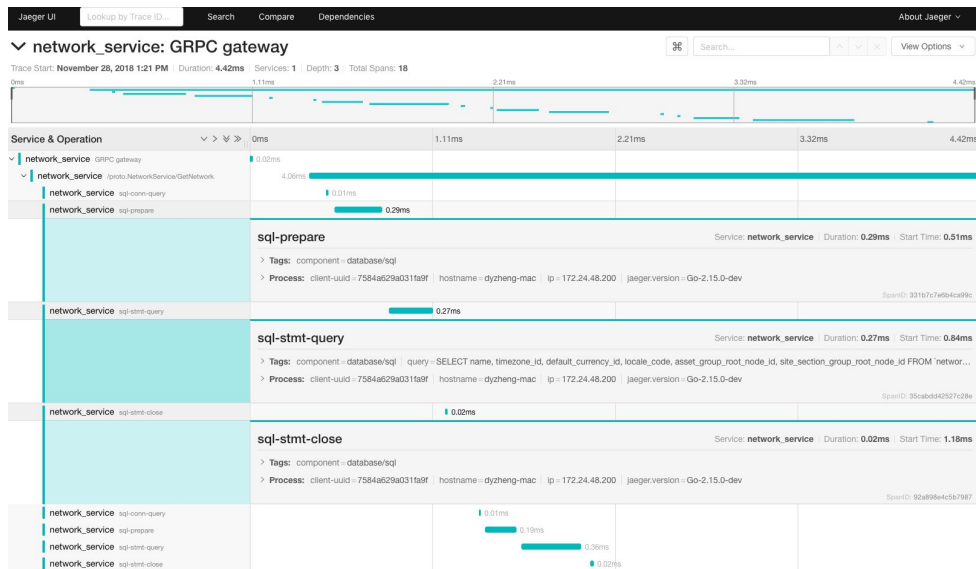 Jaeger UI Lookup by Trace ID... Search Compare Dependencies About Jaeger
network_service: GRPC gateway Search... View Options
Trace Start: November 28, 2018 1:21 PM Duration: 4.42ms Services: 1 Depth: 3 Total Spans: 18
0ms 1.11ms 2.21ms 3.32ms 4.42ms
Service & Operation 0ms 1.11ms 2.21ms 3.32ms 4.42ms
network_service GRPC gateway 0.02ms
network_service /proto.NetworkService/GetNetwork 4.06ms
network_service sql-conn-query 0.01ms
network_service sql-prepare 0.29ms
sql-prepare Service: network_service Duration: 0.29ms Start Time: 0.51ms
> Tags: component = database/sql
> Process: client-uuid = 7584a629a031fa9f hostname = dyzheng-mac ip = 172.24.48.200 jaeger.version = Go-2.15.0-dev
SpanID: 331b7c7e6b4ca99c
network_service sql-stmt-query 0.27ms
sql-stmt-query Service: network_service Duration: 0.27ms Start Time: 0.84ms
> Tags: component = database/sql query = SELECT name, timezone_id, default_currency_id, locale_code, asset_group_root_node_id, site_section_group_root_node_id FROM `networ...
> Process: client-uuid = 7584a629a031fa9f hostname = dyzheng-mac ip = 172.24.48.200 jaeger.version = Go-2.15.0-dev
SpanID: 35cabdd42527c28e
network_service sql-stmt-close 0.02ms
sql-stmt-close Service: network_service Duration: 0.02ms Start Time: 1.18ms
> Tags: component = database/sql
> Process: client-uuid = 7584a629a031fa9f hostname = dyzheng-mac ip = 172.24.48.200 jaeger.version = Go-2.15.0-dev
SpanID: 92a898e4c5b7987
network_service sql-conn-query 0.01ms
network_service sql-prepare 0.19ms
network_service sql-stmt-query 0.36ms
network_service sql-stmt-close 0.02ms